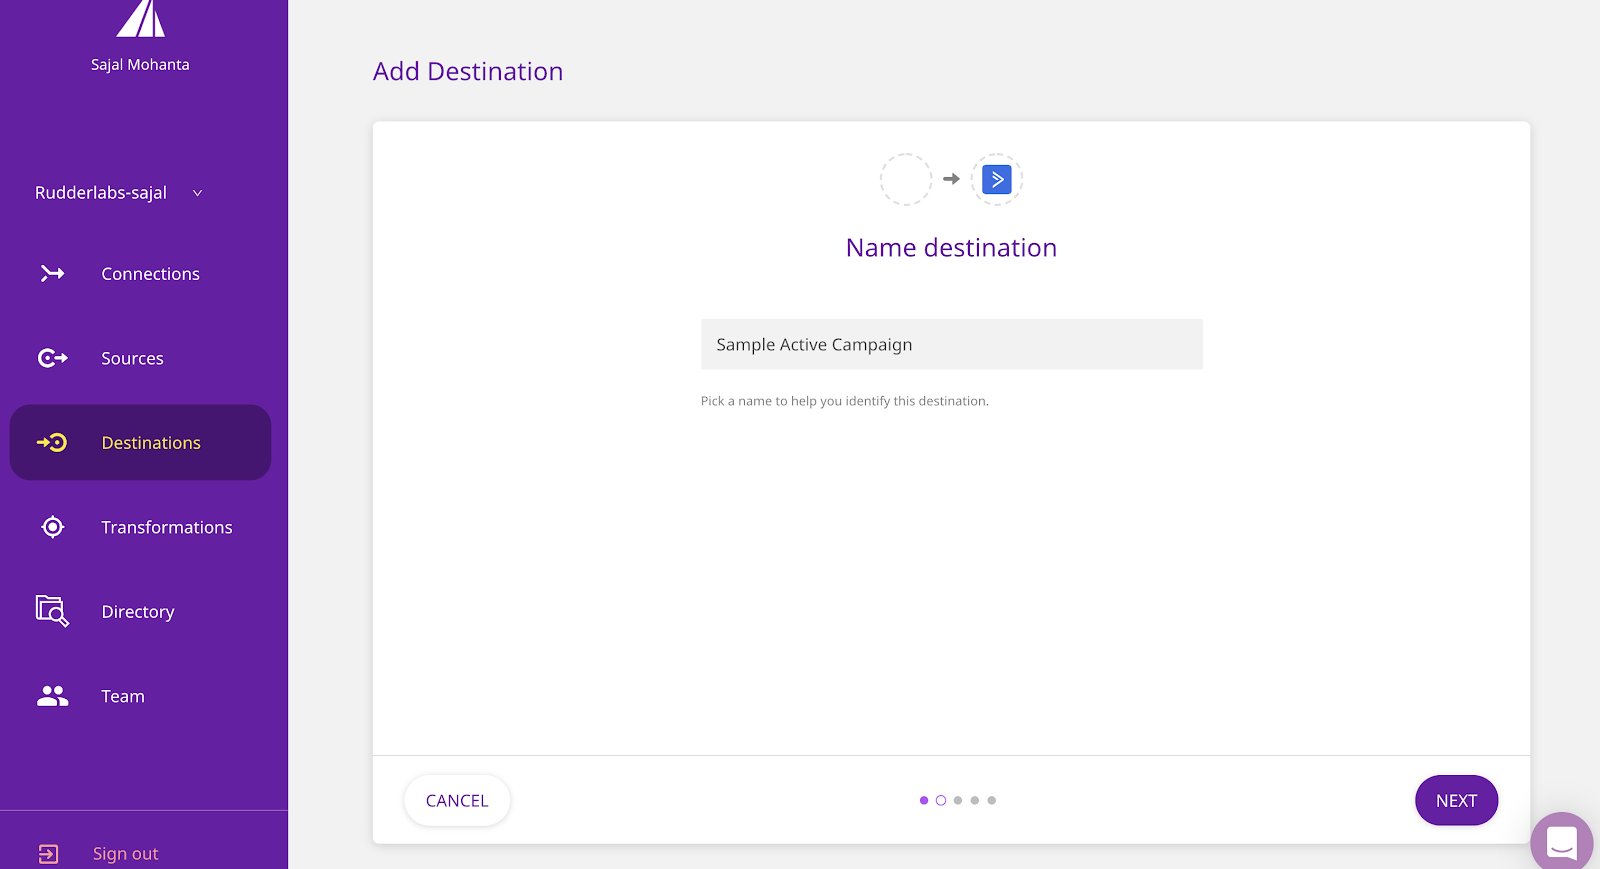 Sajal Mohanta
Rudderlabs-sajal
Connections
Sources
Destinations
Transformations
Directory
Team
Sign out
Add Destination
Name destination
Sample Active Campaign
Pick a name to help you identify this destination.
CANCEL
NEXT